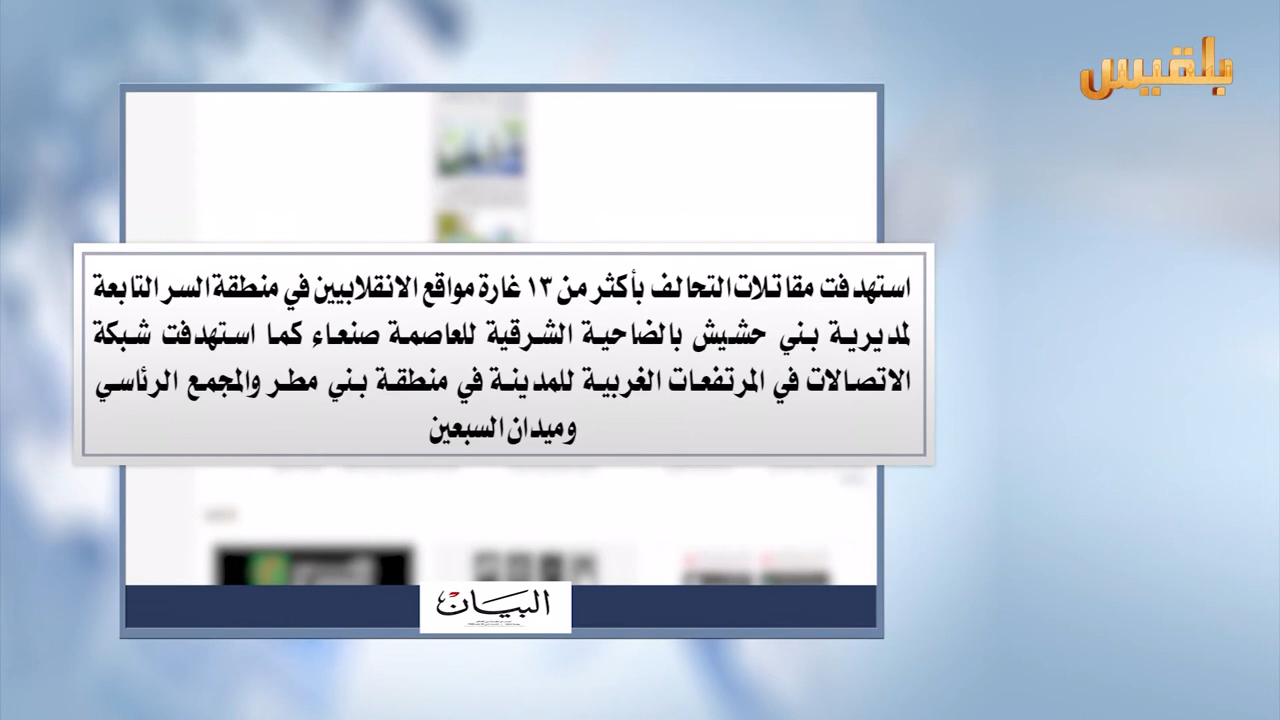 بلقيس
استهدفت مقاتلات التحالف بأكثر من ١٣ غارة مواقع الانقلابيين في منطقة السر التابعة
لمديرية بني حشيش بالضاحية الشرقية للعاصمة صنعاء كما استهدفت شبكة
الاتصالات في المرتفعات الغربية للمدينة في منطقة بني مطر والمجمع الرئاسي
وميدان السبعين
البيان